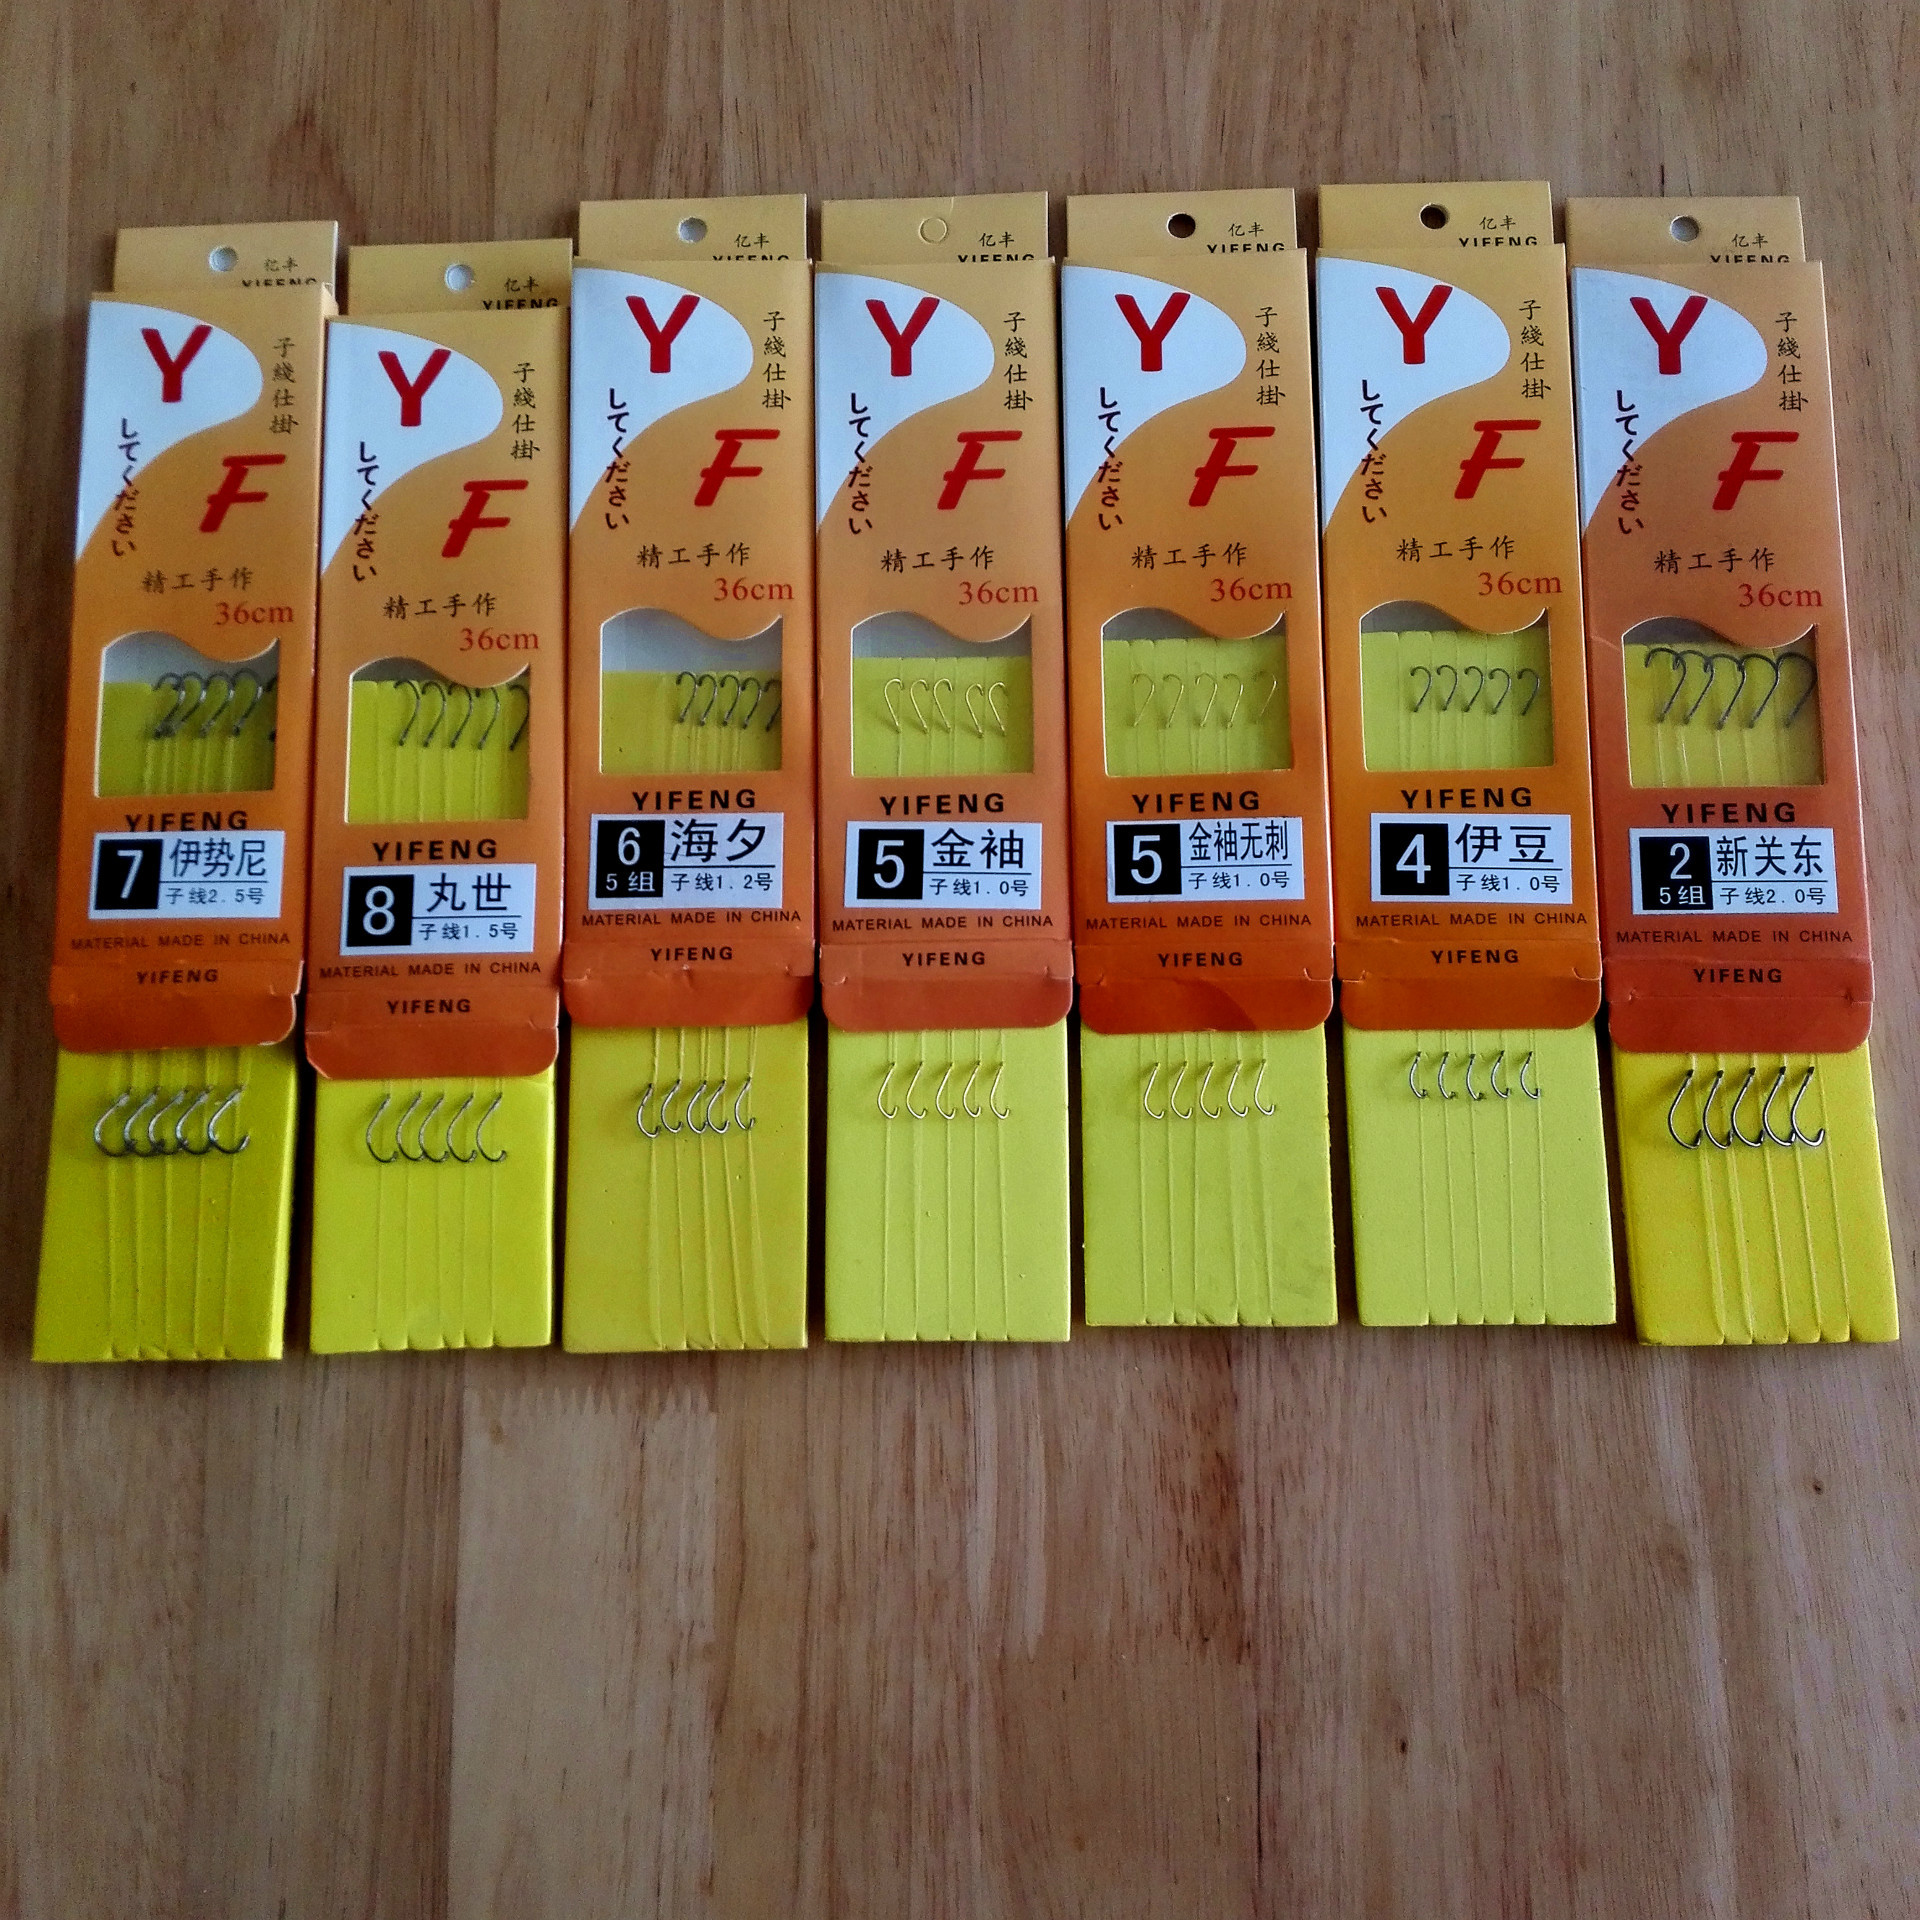 亿丰
YIFENG
Y
子綫仕掛
してください
F
精工手作
36cm
YIFENG
7 伊势尼
子线2.5号
MATERIAL MADE IN CHINA
YIFENG
亿丰
YIFENG
Y
子綫仕掛
してください
F
精工手作
36cm
YIFENG
8 丸世
子线1.5号
MATERIAL MADE IN CHINA
YIFENG
亿丰
YIFENG
Y
子綫仕掛
してください
F
精工手作
36cm
YIFENG
6 海夕
5组 子线1.2号
MATERIAL MADE IN CHINA
YIFENG
亿丰
YIFENG
Y
子綫仕掛
してください
F
精工手作
36cm
YIFENG
5 金袖
子线1.0号
MATERIAL MADE IN CHINA
YIFENG
亿丰
YIFENG
Y
子綫仕掛
してください
F
精工手作
36cm
YIFENG
5 金袖无刺
子线1.0号
MATERIAL MADE IN CHINA
YIFENG
亿丰
YIFENG
Y
子綫仕掛
してください
F
精工手作
36cm
YIFENG
4 伊豆
子线1.0号
MATERIAL MADE IN CHINA
YIFENG
亿丰
YIFENG
Y
子綫仕掛
してください
F
精工手作
36cm
YIFENG
2 新关东
5组 子线2.0号
MATERIAL MADE IN CHINA
YIFENG